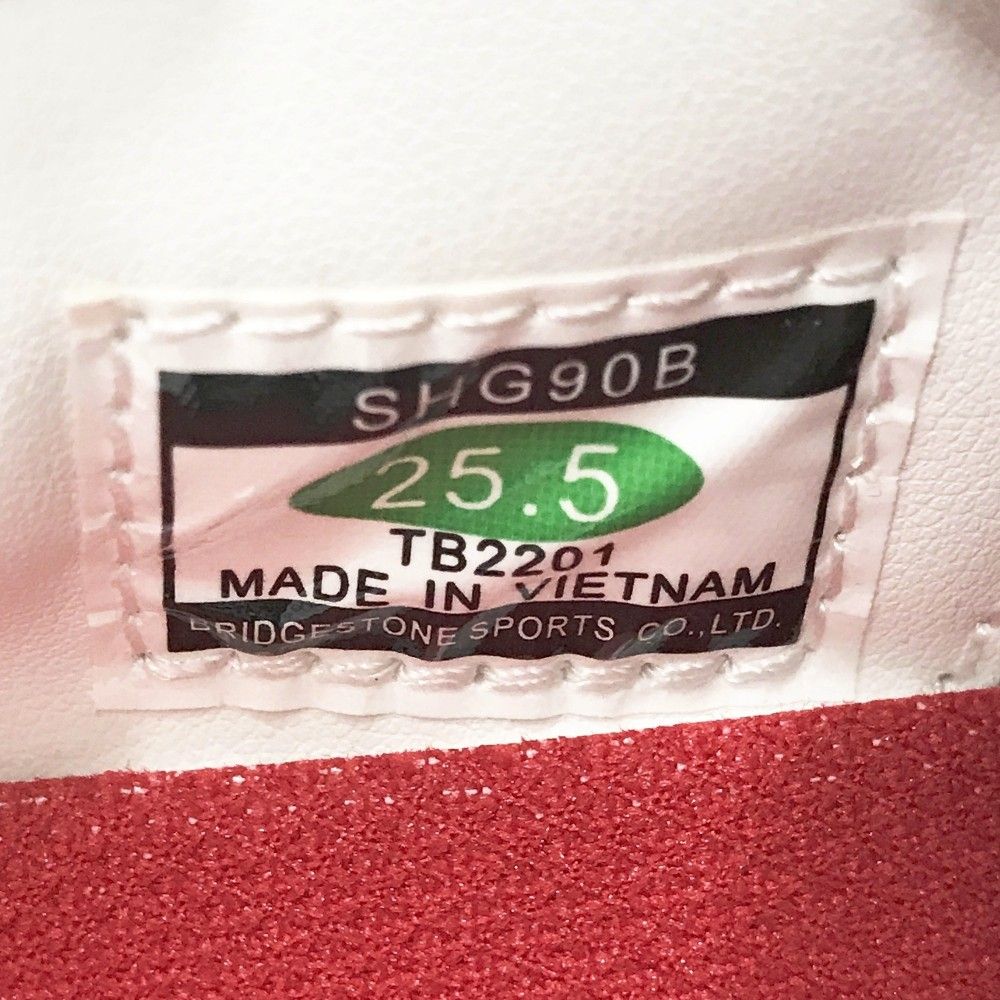 SHG90B
25.5
TB2201
MADE IN VIETNAM
BRIDGESTONE SPORTS CO.,LTD.